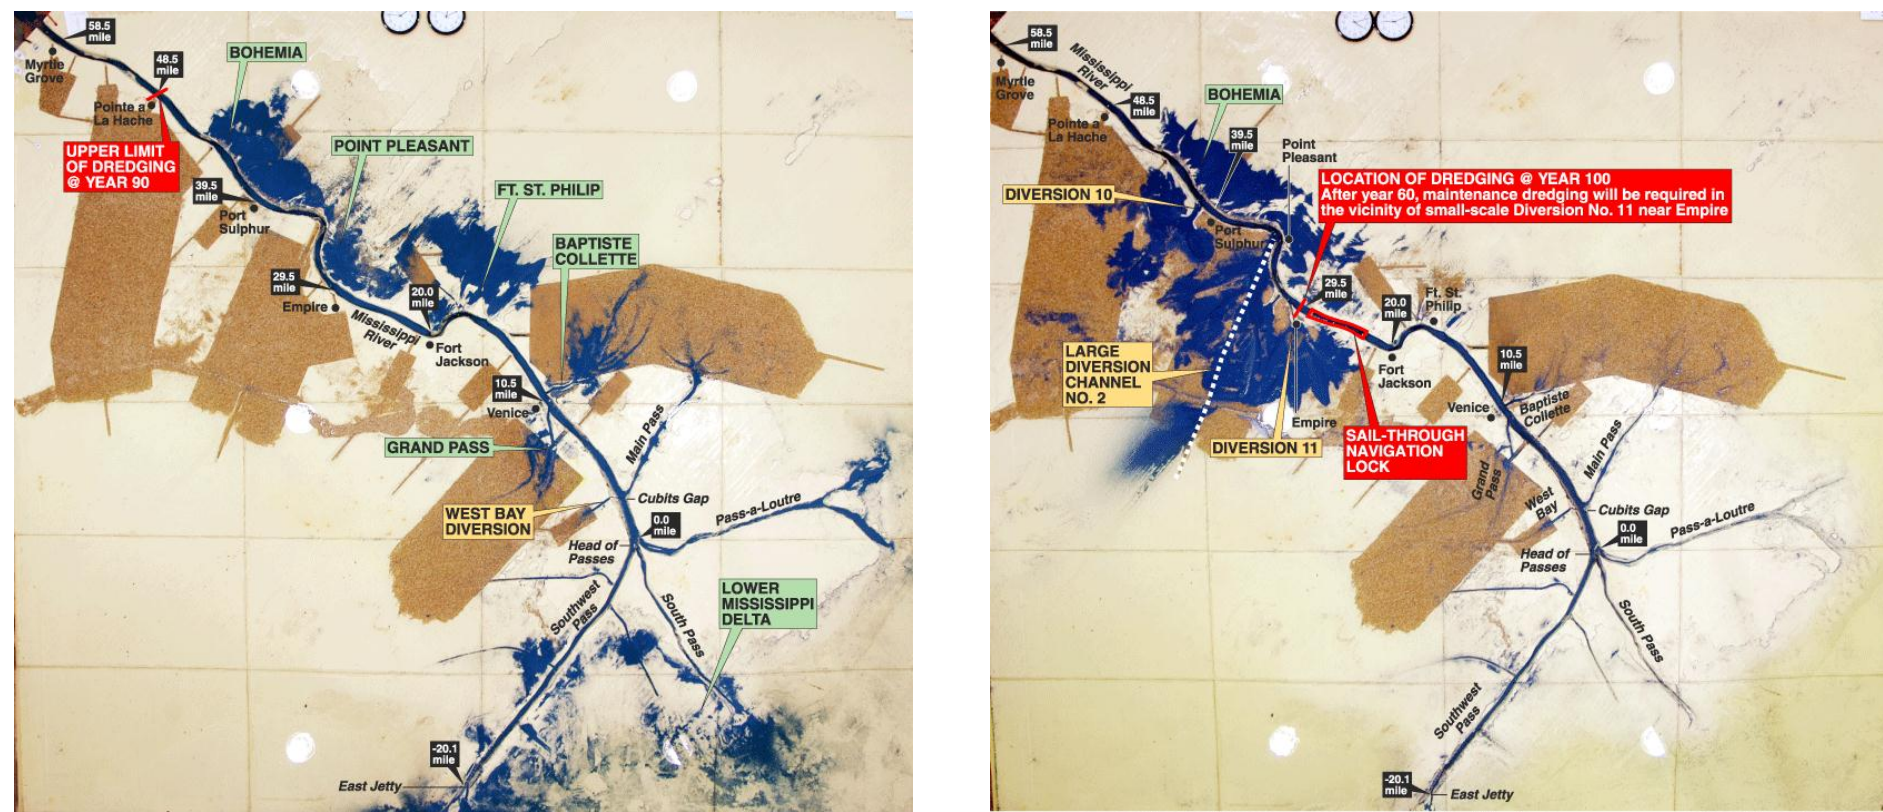 58.5
mile
Myrtle
Grove
48.5
mile
Pointe a
La Hache
BOHEMIA
UPPER LIMIT
OF DREDGING
@ YEAR 90
POINT PLEASANT
39.5
mile
Port
Sulphur
FT. ST. PHILIP
BAPTISTE
COLLETTE
29.5
mile
Empire
20.0
mile
Mississippi
River
Fort
Jackson
10.5
mile
Venice
GRAND PASS
Main Pass
WEST BAY
DIVERSION
Cubits Gap
0.0
mile
Pass-a-Loutre
Head of
Passes
Southwest
Pass
South Pass
LOWER
MISSISSIPPI
DELTA
-20.1
mile
East Jetty
58.5
mile
Mississippi
River
Myrtle
Grove
48.5
mile
Pointe a
La Hache
BOHEMIA
39.5
mile
Point
Pleasant
DIVERSION 10
LOCATION OF DREDGING @ YEAR 100
After year 60, maintenance dredging will be required in
the vicinity of small-scale Diversion No. 11 near Empire
Port
Sulphur
29.5
mile
20.0
mile
Ft. St.
Philip
LARGE
DIVERSION
CHANNEL
NO. 2
Fort
Jackson
10.5
mile
Venice
Baptiste
Collette
Empire
DIVERSION 11
SAIL-THROUGH
NAVIGATION
LOCK
Grand
Pass
Main Pass
West
Bay
Cubits Gap
0.0
mile
Pass-a-Loutre
Head of
Passes
South Pass
Southwest
Pass
-20.1
mile
East Jetty